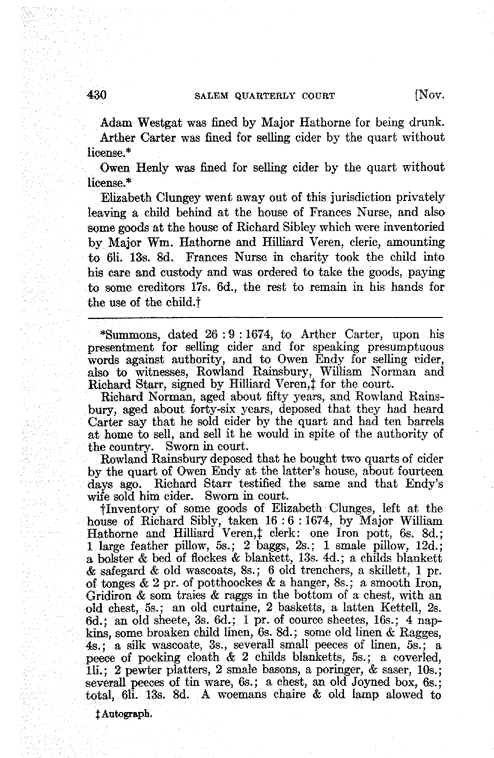 430 SALEM QUARTERLY COURT [Nov.
Adam Westgat was fined by Major Hathorne for being drunk.
Arther Carter was fined for selling cider by the quart without
license.*
Owen Henly was fined for selling cider by the quart without
license.*
Elizabeth Clungey went away out of this jurisdiction privately
leaving a child behind at the house of Frances Nurse, and also
some goods at the house of Richard Sibley which were inventoried
by Major Wm. Hathorne and Hilliard Veren, cleric, amounting
to 6li. 13s. 8d. Frances Nurse in charity took the child into
his care and custody and was ordered to take the goods, paying
to some creditors 17s. 6d., the rest to remain in his hands for
the use of the child.†
*Summons, dated 26 : 9 : 1674, to Arther Carter, upon his
presentment for selling cider and for speaking presumptuous
words against authority, and to Owen Endy for selling cider,
also to witnesses, Rowland Rainsbury, William Norman and
Richard Starr, signed by Hilliard Veren,‡ for the court.
Richard Norman, aged about fifty years, and Rowland Rains-
bury, aged about forty-six years, deposed that they had heard
Carter say that he sold cider by the quart and had ten barrels
at home to sell, and sell it he would in spite of the authority of
the country. Sworn in court.
Rowland Rainsbury deposed that he bought two quarts of cider
by the quart of Owen Endy at the latter's house, about fourteen
days ago. Richard Starr testified the same and that Endy's
wife sold him cider. Sworn in court.
†Inventory of some goods of Elizabeth Clunges, left at the
house of Richard Sibly, taken 16 : 6 : 1674, by Major William
Hathorne and Hilliard Veren,‡ clerk: one Iron pott, 6s. 8d.;
1 large feather pillow, 5s.; 2 baggs, 2s.; 1 smale pillow, 12d.;
a bolster & bed of flockes & blankett, 13s. 4d.; a childs blankett
& safegard & old wascoats, 8s.; 6 old trenchers, a skillett, 1 pr.
of tonges & 2 pr. of potthoockes & a hanger, 8s.; a smooth Iron,
Gridiron & som traies & raggs in the bottom of a chest, with an
old chest, 5s.; an old curtaine, 2 basketts, a latten Kettell, 2s.
6d.; an old sheete, 3s. 6d.; 1 pr. of cource sheetes, 16s.; 4 nap-
kins, some broaken child linen, 6s. 8d.; some old linen & Ragges,
4s.; a silk wascoate, 3s., severall small peeces of linen, 5s.; a
peece of pocking cloath & 2 childs blanketts, 5s.; a coverled,
1li.; 2 pewter platters, 2 smale basons, a poringer, & saser, 10s.;
severall peeces of tin ware, 6s.; a chest, an old Joyned box, 6s.;
total, 6li. 13s. 8d. A woemans chaire & old lamp alowed to
‡ Autograph.